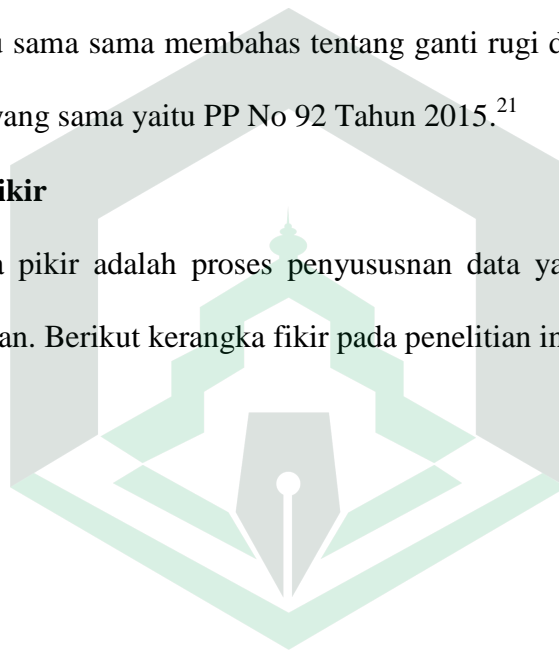 sama sama membahas tentang ganti rugi d
yang sama yaitu PP No 92 Tahun 2015.21
ikir
pikir adalah proses penyususnan data ya
an. Berikut kerangka fikir pada penelitian in